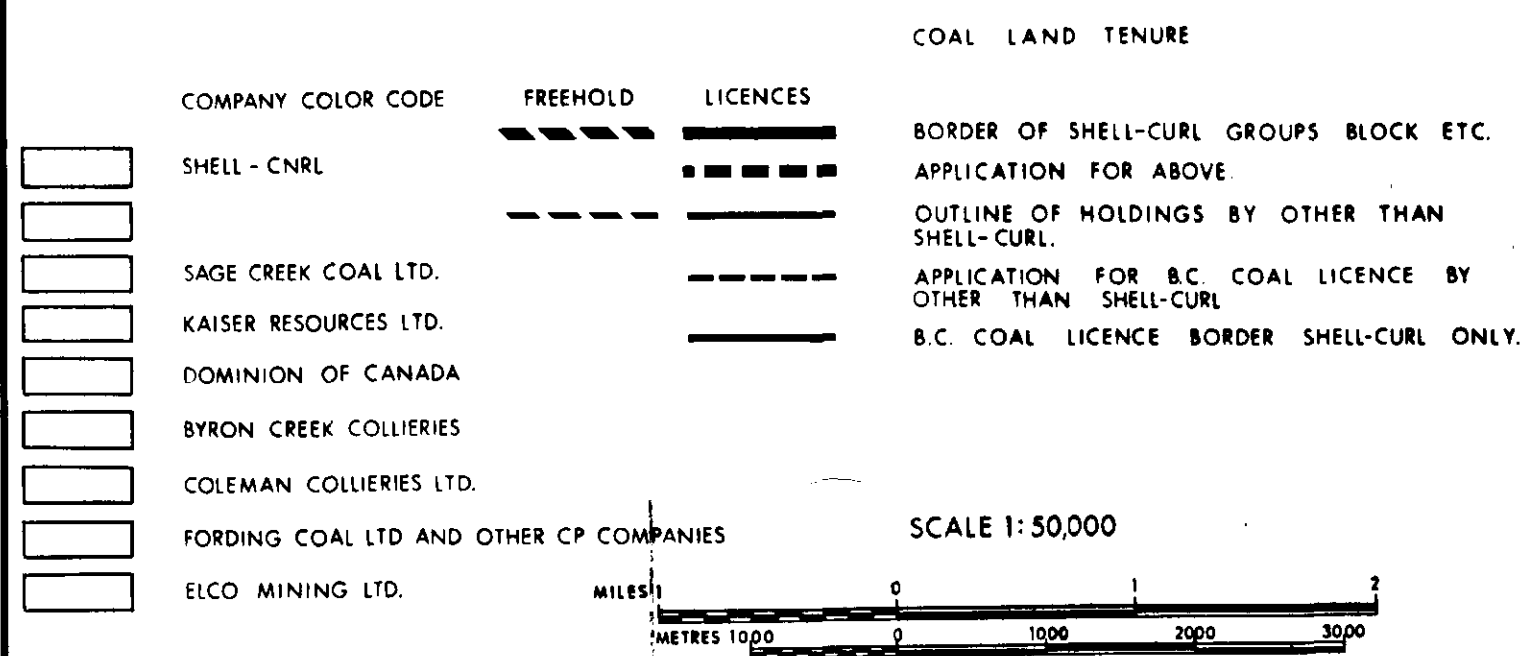 COAL LAND TENURE
COMPANY COLOR CODE FREEHOLD LICENCES
BORDER OF SHELL-CURL GROUPS BLOCK ETC.
SHELL - CNRL
APPLICATION FOR ABOVE.
OUTLINE OF HOLDINGS BY OTHER THAN
SHELL-CURL.
SAGE CREEK COAL LTD.
APPLICATION FOR B.C. COAL LICENCE BY
OTHER THAN SHELL-CURL
KAISER RESOURCES LTD.
B.C. COAL LICENCE BORDER SHELL-CURL ONLY.
DOMINION OF CANADA
BYRON CREEK COLLIERIES
COLEMAN COLLIERIES LTD.
FORDING COAL LTD AND OTHER CP COMPANIES
SCALE 1:50,000
ELCO MINING LTD.
MILES 1 0 1 2
METRES 1000 0 1000 2000 3000